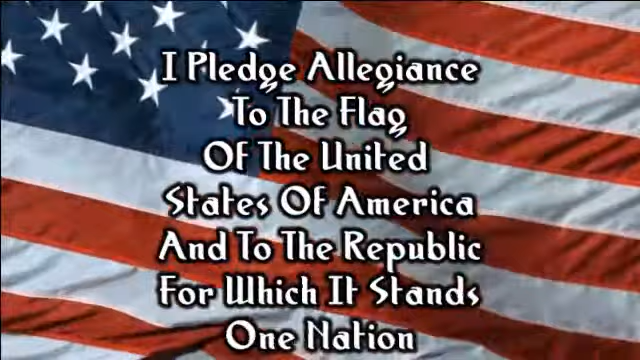 I Pledge Allegiance
To The Flag
Of The United
States Of America
And To The Republic
For Which It Stands
One Nation